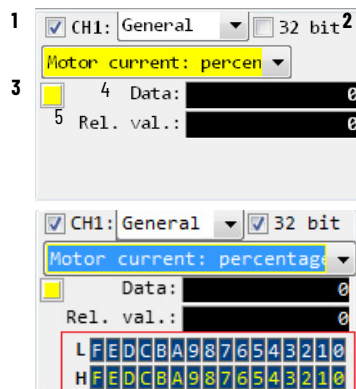 1 CH1: General 32 bit 2
Motor current: percen
3
4 Data: 0
5 Rel. val.: 0
CH1: General 32 bit
Motor current: percentage
Data: 0
Rel. val.: 0
L FEDCBA9876543210
H FEDCBA9876543210